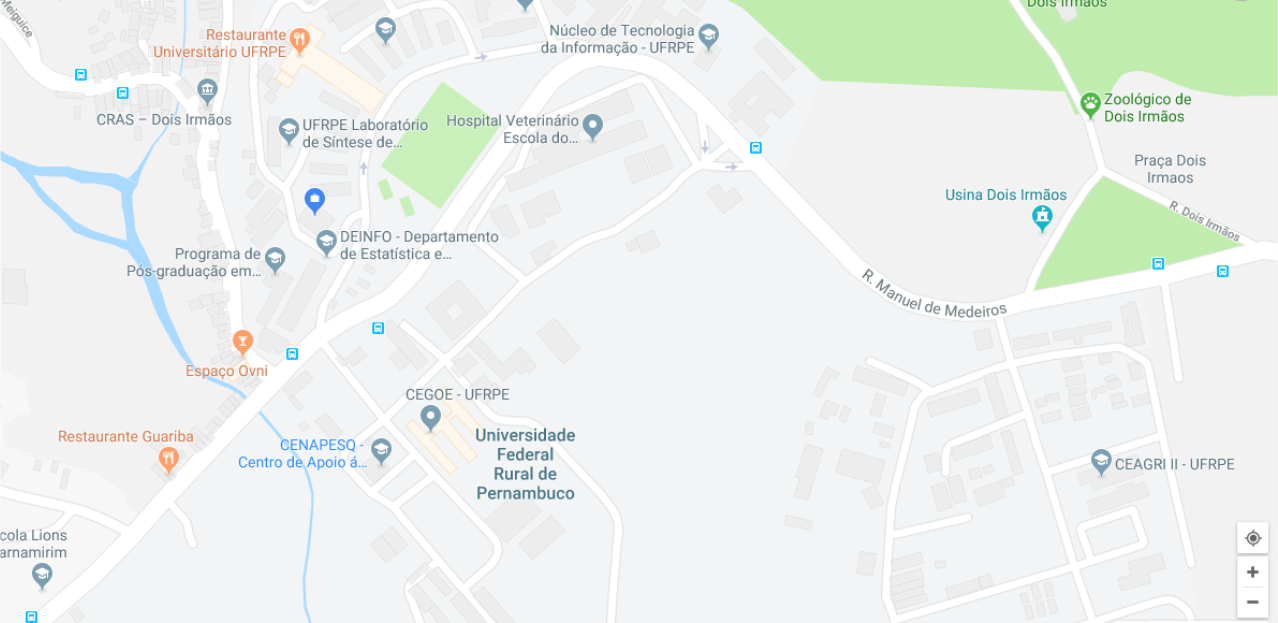 Meiguice
Dois Irmãos
Núcleo de Tecnologia
da Informação - UFRPE
Restaurante
Universitário UFRPE
Zoológico de
Dois Irmãos
CRAS – Dois Irmãos
Hospital Veterinário
Escola do...
UFRPE Laboratório
de Síntese de...
Praça Dois
Irmaos
Usina Dois Irmãos
R. Dois Irmãos
DEINFO - Departamento
de Estatística e...
Programa de
Pós-graduação em...
R. Manuel de Medeiros
Espaço Ovni
CEGOE - UFRPE
Restaurante Guariba
CENAPESQ -
Centro de Apoio á...
Universidade
Federal
Rural de
Pernambuco
CEAGRI II - UFRPE
cola Lions
arnamirim